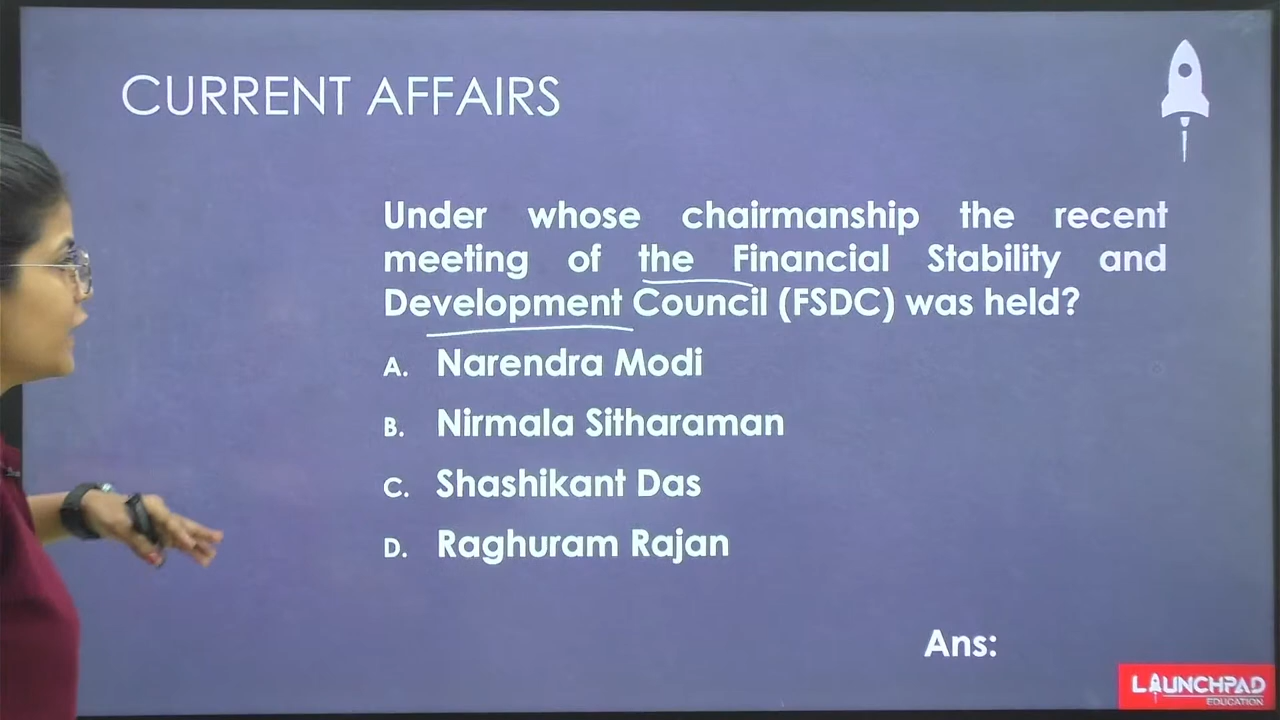 CURRENT AFFAIRS
Under whose chairmanship the recent
meeting of the Financial Stability and
Development Council (FSDC) was held?
A. Narendra Modi
B. Nirmala Sitharaman
C. Shashikant Das
D. Raghuram Rajan
Ans:
LAUNCHPAD
EDUCATION